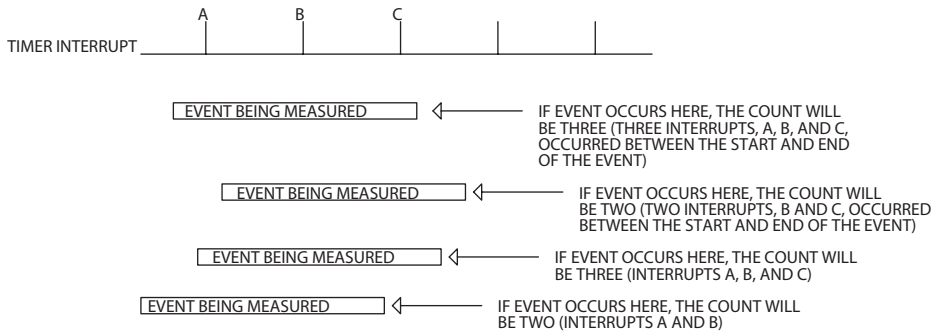 A B C
TIMER INTERRUPT
EVENT BEING MEASURED
IF EVENT OCCURS HERE, THE COUNT WILL
BE THREE (THREE INTERRUPTS, A, B, AND C,
OCCURRED BETWEEN THE START AND END
OF THE EVENT)
EVENT BEING MEASURED
IF EVENT OCCURS HERE, THE COUNT WILL
BE TWO (TWO INTERRUPTS, B AND C, OCCURRED
BETWEEN THE START AND END OF THE EVENT)
EVENT BEING MEASURED
IF EVENT OCCURS HERE, THE COUNT WILL
BE THREE (INTERRUPTS A, B, AND C)
EVENT BEING MEASURED
IF EVENT OCCURS HERE, THE COUNT WILL
BE TWO (INTERRUPTS A AND B)